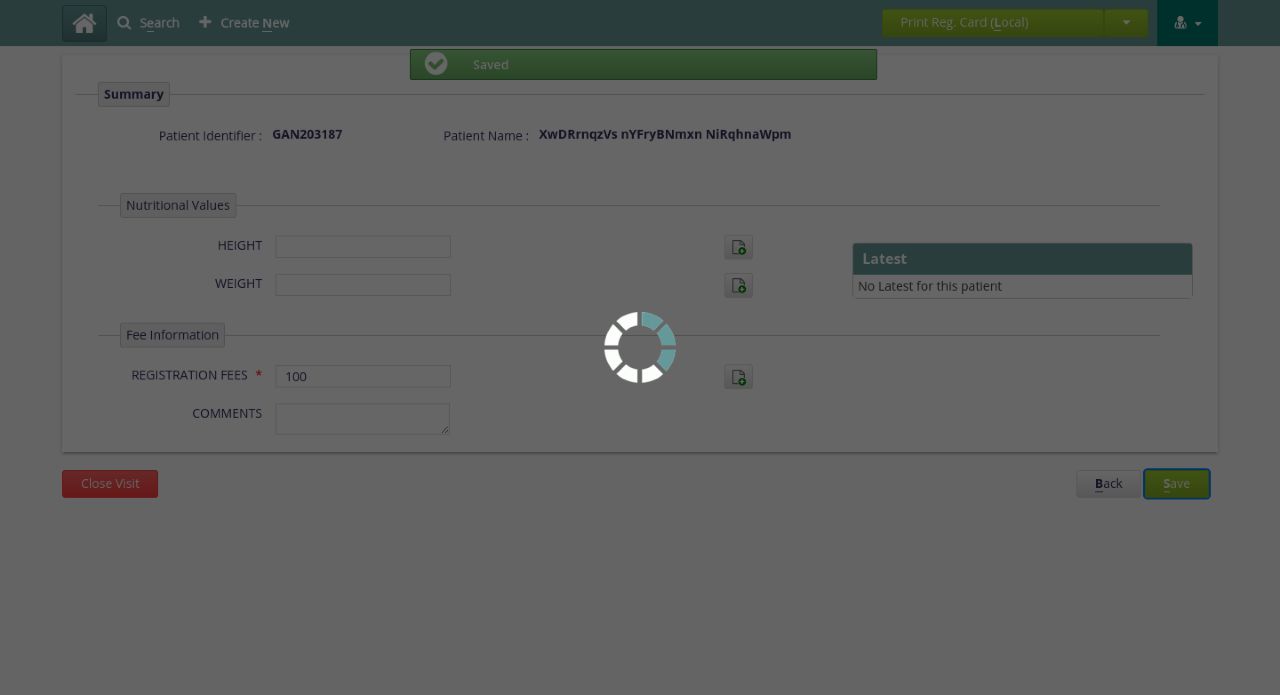 Search
Create New
Print Reg. Card (Local)
Saved
Summary
Patient Identifier : GAN203187 Patient Name : XwDRrnqzVs nYFryBNmxn NiRqhnaWpm
Nutritional Values
HEIGHT
WEIGHT
Latest
No Latest for this patient
Fee Information
REGISTRATION FEES * 100
COMMENTS
Close Visit
Back
Save